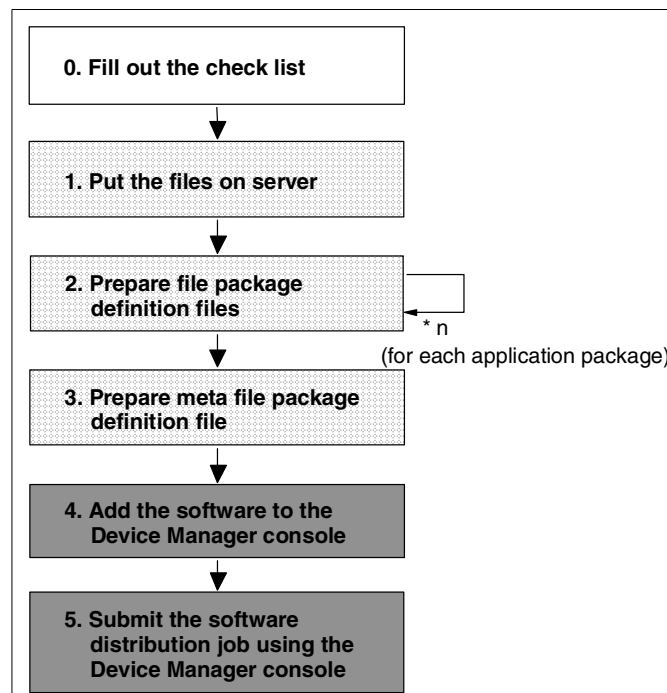 0. Fill out the check list
1. Put the files on server
2. Prepare file package
definition files
* n
(for each application package)
3. Prepare meta file package
definition file
4. Add the software to the
Device Manager console
5. Submit the software
distribution job using the
Device Manager console